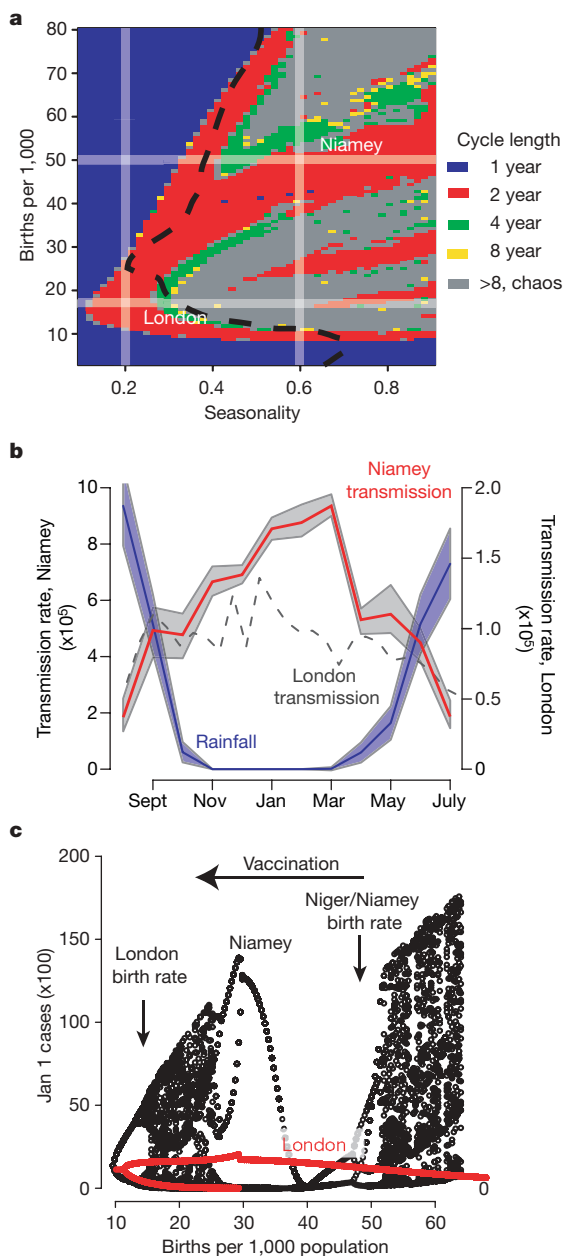 a
80
70
60
50
40
30
20
10
Births per 1,000
Niamey
London
0.2
0.4
0.6
0.8
Seasonality
Cycle length
1 year
2 year
4 year
8 year
>8, chaos
b
10
8
6
4
2
0
Transmission rate, Niamey
(x10⁵)
Niamey
transmission
London
transmission
Rainfall
2.0
1.5
1.0
0.5
0
Transmission rate, London
(x10⁵)
Sept
Nov
Jan
Mar
May
July
c
200
150
100
50
0
Jan 1 cases (x100)
Vaccination
London
birth rate
Niamey
Niger/Niamey
birth rate
London
0
10
20
30
40
50
60
Births per 1,000 population